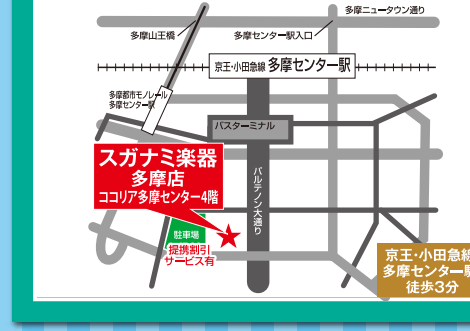 多摩ニュータウン通り
多摩山王橋
多摩センター駅入口
京王・小田急線 多摩センター駅
多摩都市モノレール
多摩センター駅
バスターミナル
スガナミ楽器
多摩店
ココリア多摩センター4階
パルテノン大通り
駐車場
提携割引
サービス有
京王・小田急線
多摩センター駅
徒歩3分